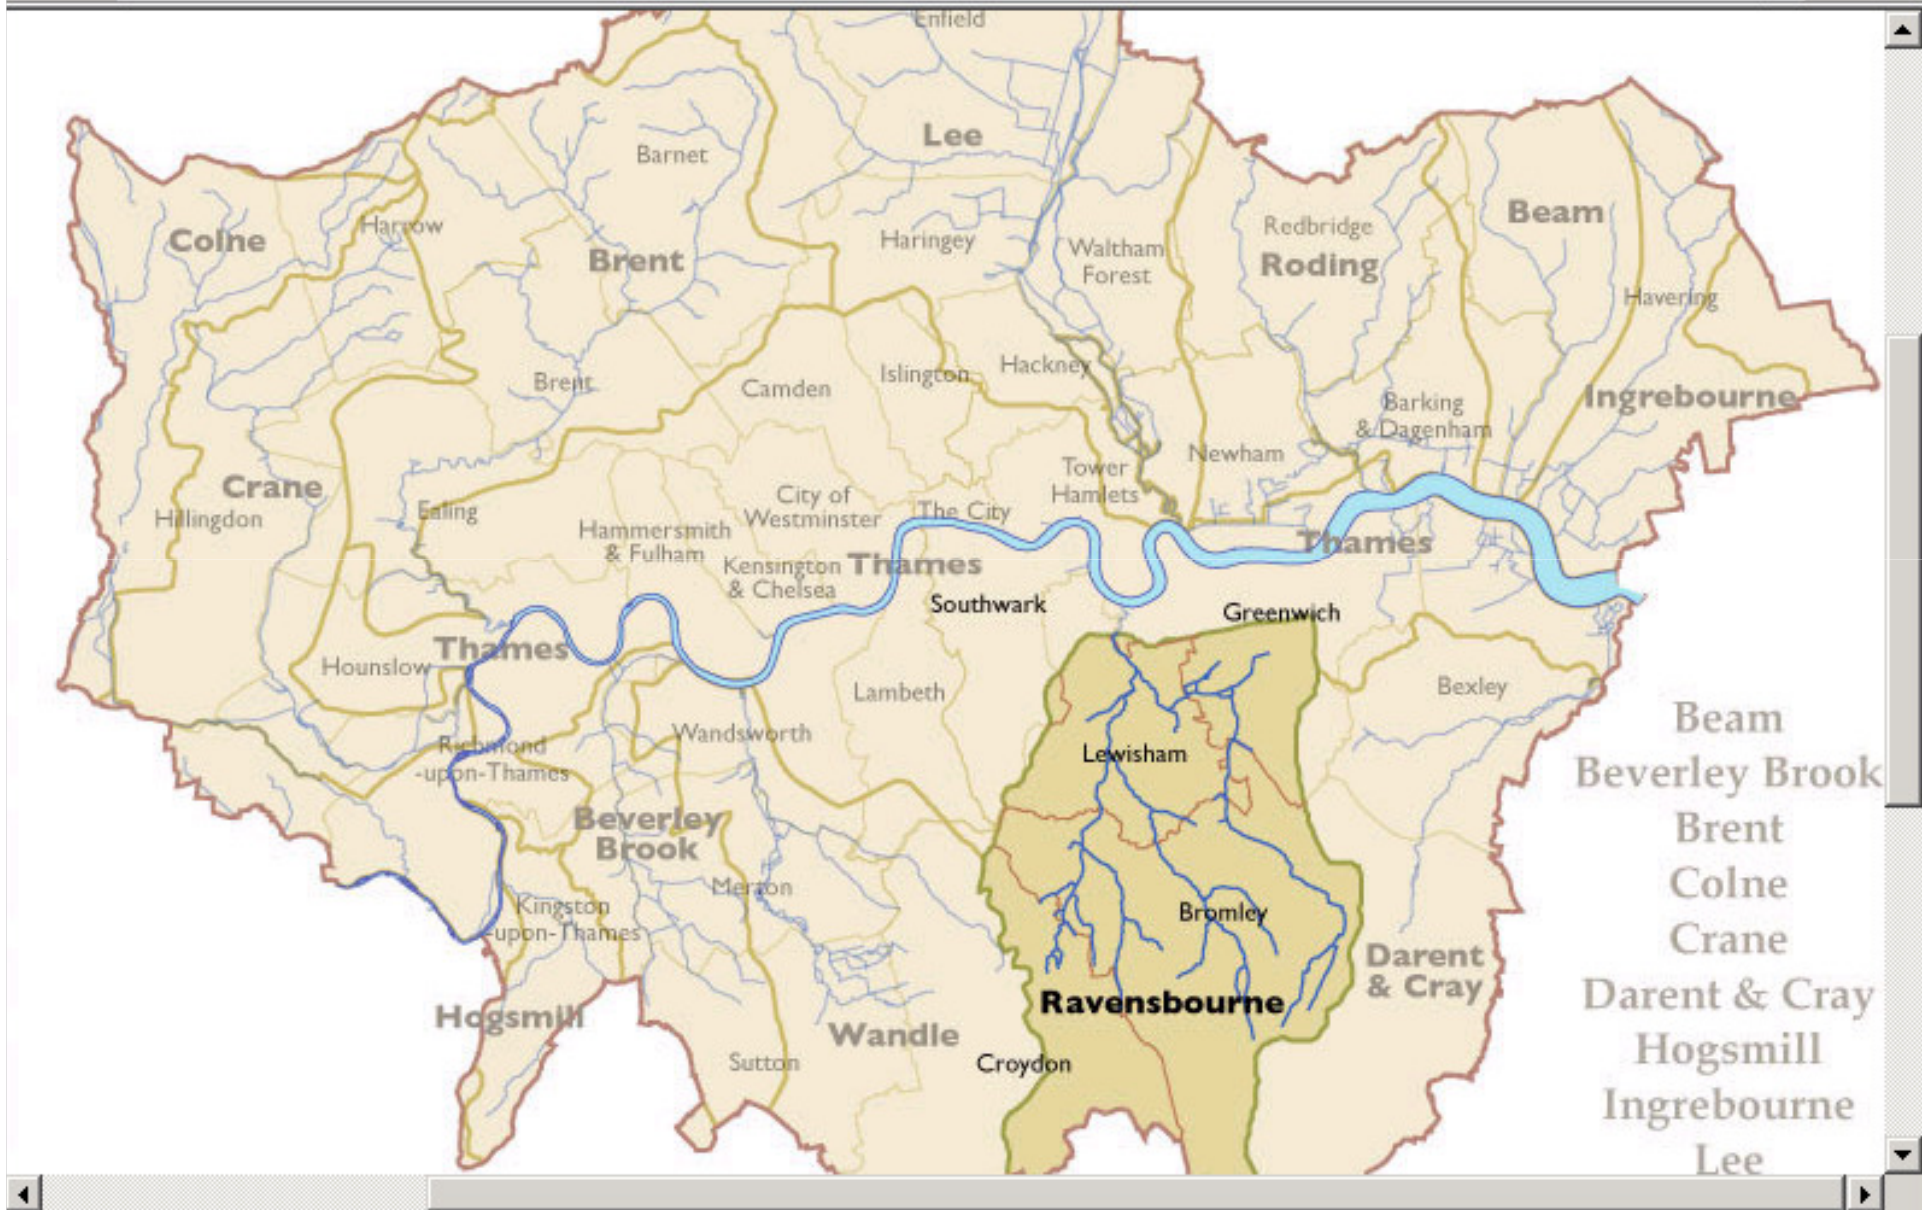 Enfield
Lee
Barnet
Colne
Harrow
Brent
Haringey
Waltham
Forest
Redbridge
Roding
Beam
Havering
Brent
Camden
Islington
Hackney
Barking
& Dagenham
Ingrebourne
Crane
Hillingdon
Ealing
Hammersmith
& Fulham
City of
Westminster
The City
Tower
Hamlets
Newham
Kensington
& Chelsea
Thames
Thames
Southwark
Greenwich
Thames
Hounslow
Lambeth
Bexley
Richmond
-upon-Thames
Wandsworth
Lewisham
Beverley
Brook
Merton
Kingston
-upon-Thames
Bromley
Darent
& Cray
Hogsmill
Wandle
Ravensbourne
Sutton
Croydon
Beam
Beverley Brook
Brent
Colne
Crane
Darent & Cray
Hogsmill
Ingrebourne
Lee